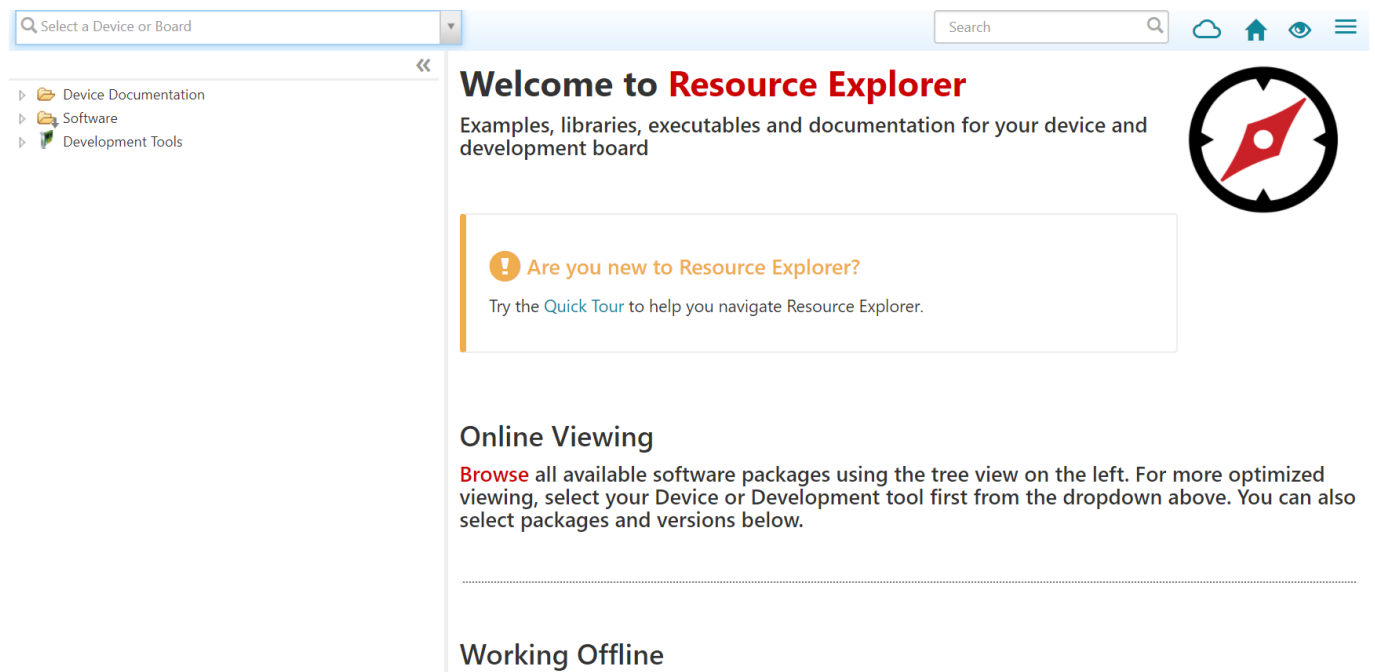 Select a Device or Board
Search
Device Documentation
Software
Development Tools
Welcome to Resource Explorer
Examples, libraries, executables and documentation for your device and
development board
Are you new to Resource Explorer?
Try the Quick Tour to help you navigate Resource Explorer.
Online Viewing
Browse all available software packages using the tree view on the left. For more optimized
viewing, select your Device or Development tool first from the dropdown above. You can also
select packages and versions below.
Working Offline